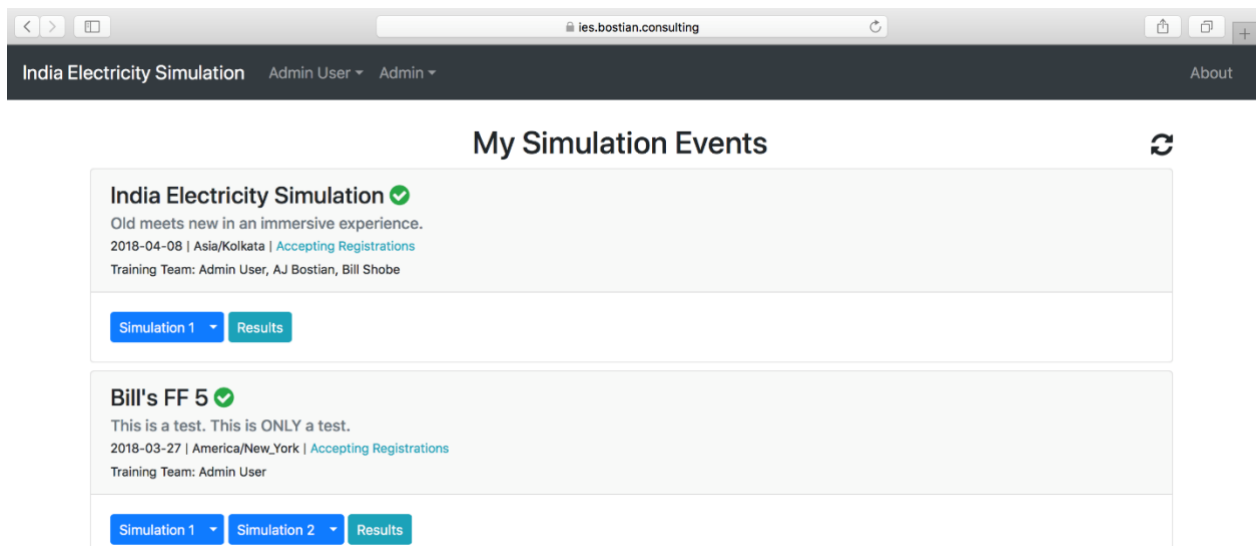 ies.bostian.consulting
India Electricity Simulation Admin User Admin About
My Simulation Events
India Electricity Simulation
Old meets new in an immersive experience.
2018-04-08 | Asia/Kolkata | Accepting Registrations
Training Team: Admin User, AJ Bostian, Bill Shobe
Simulation 1 Results
Bill's FF 5
This is a test. This is ONLY a test.
2018-03-27 | America/New_York | Accepting Registrations
Training Team: Admin User
Simulation 1 Simulation 2 Results